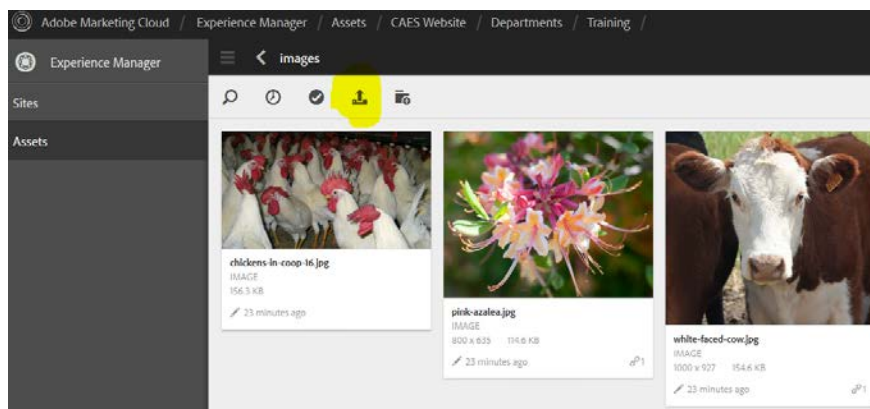 Adobe Marketing Cloud / Experience Manager / Assets / CAES Website / Departments / Training /
Experience Manager
images
Sites
Assets
chickens-in-coop-16.jpg
IMAGE
156.3 KB
23 minutes ago
pink-azalea.jpg
IMAGE
800 x 635 114.6 KB
23 minutes ago
1
white-faced-cow.jpg
IMAGE
1000 x 927 154.6 KB
23 minutes ago
1